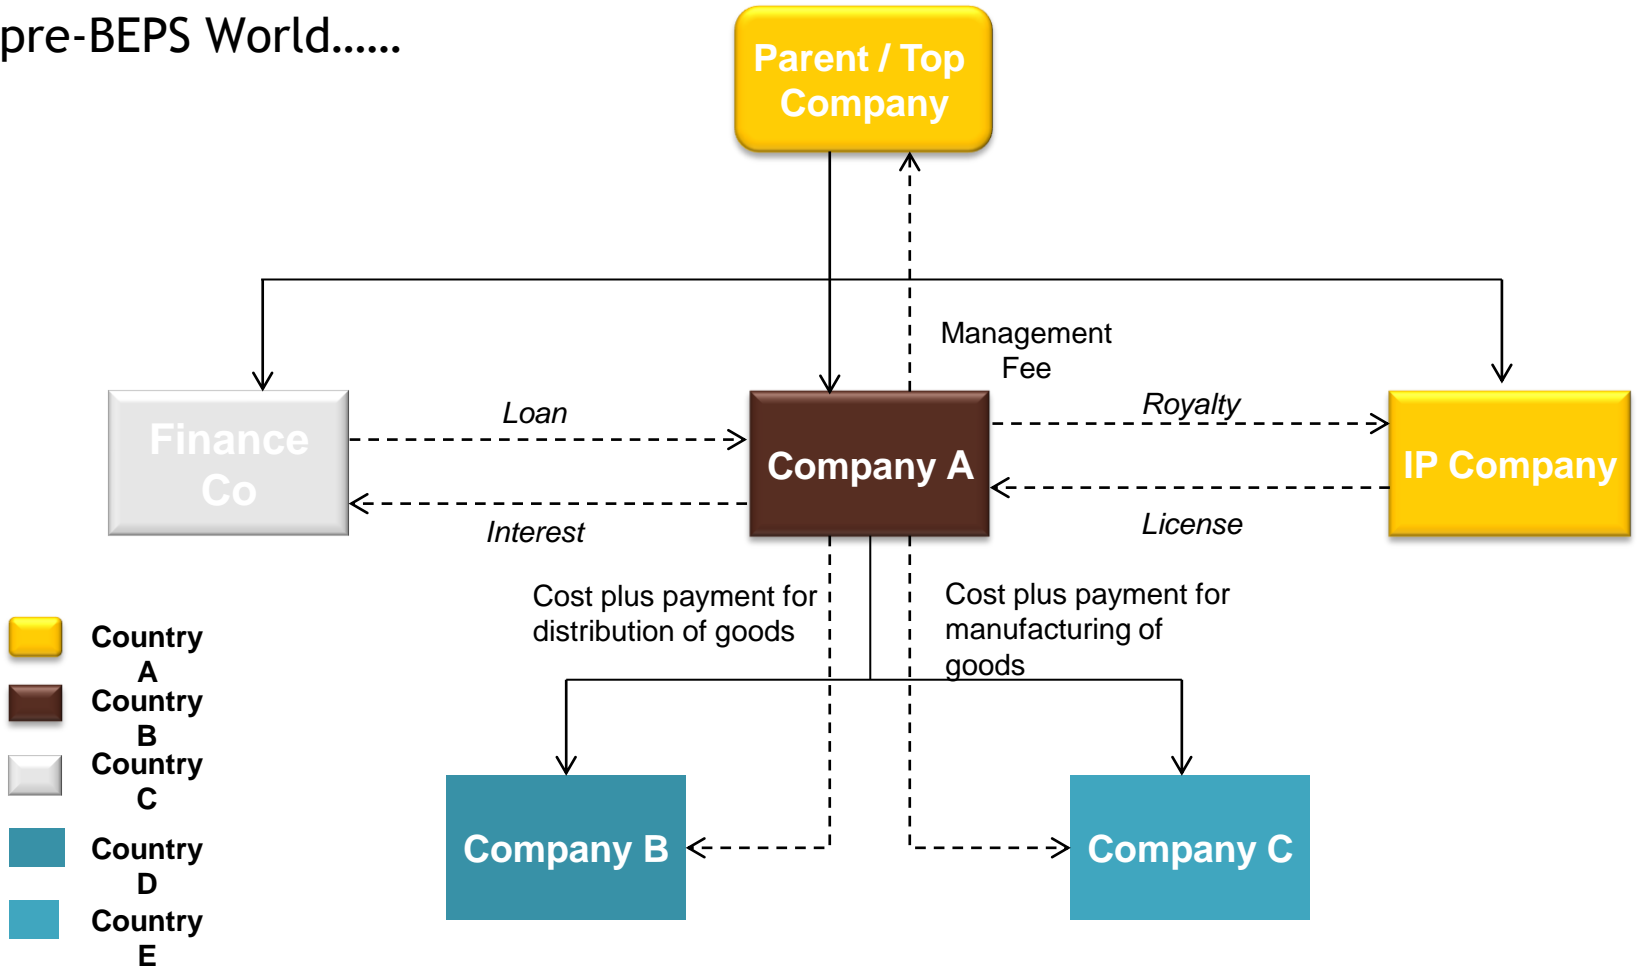 pre-BEPS World......
Parent / Top
Company
Management
Fee
Loan
Royalty
Finance
Co
Company A
IP Company
Interest
License
Cost plus payment for
distribution of goods
Cost plus payment for
manufacturing of
goods
Country
A
Country
B
Country
C
Country
D
Country
E
Company B
Company C